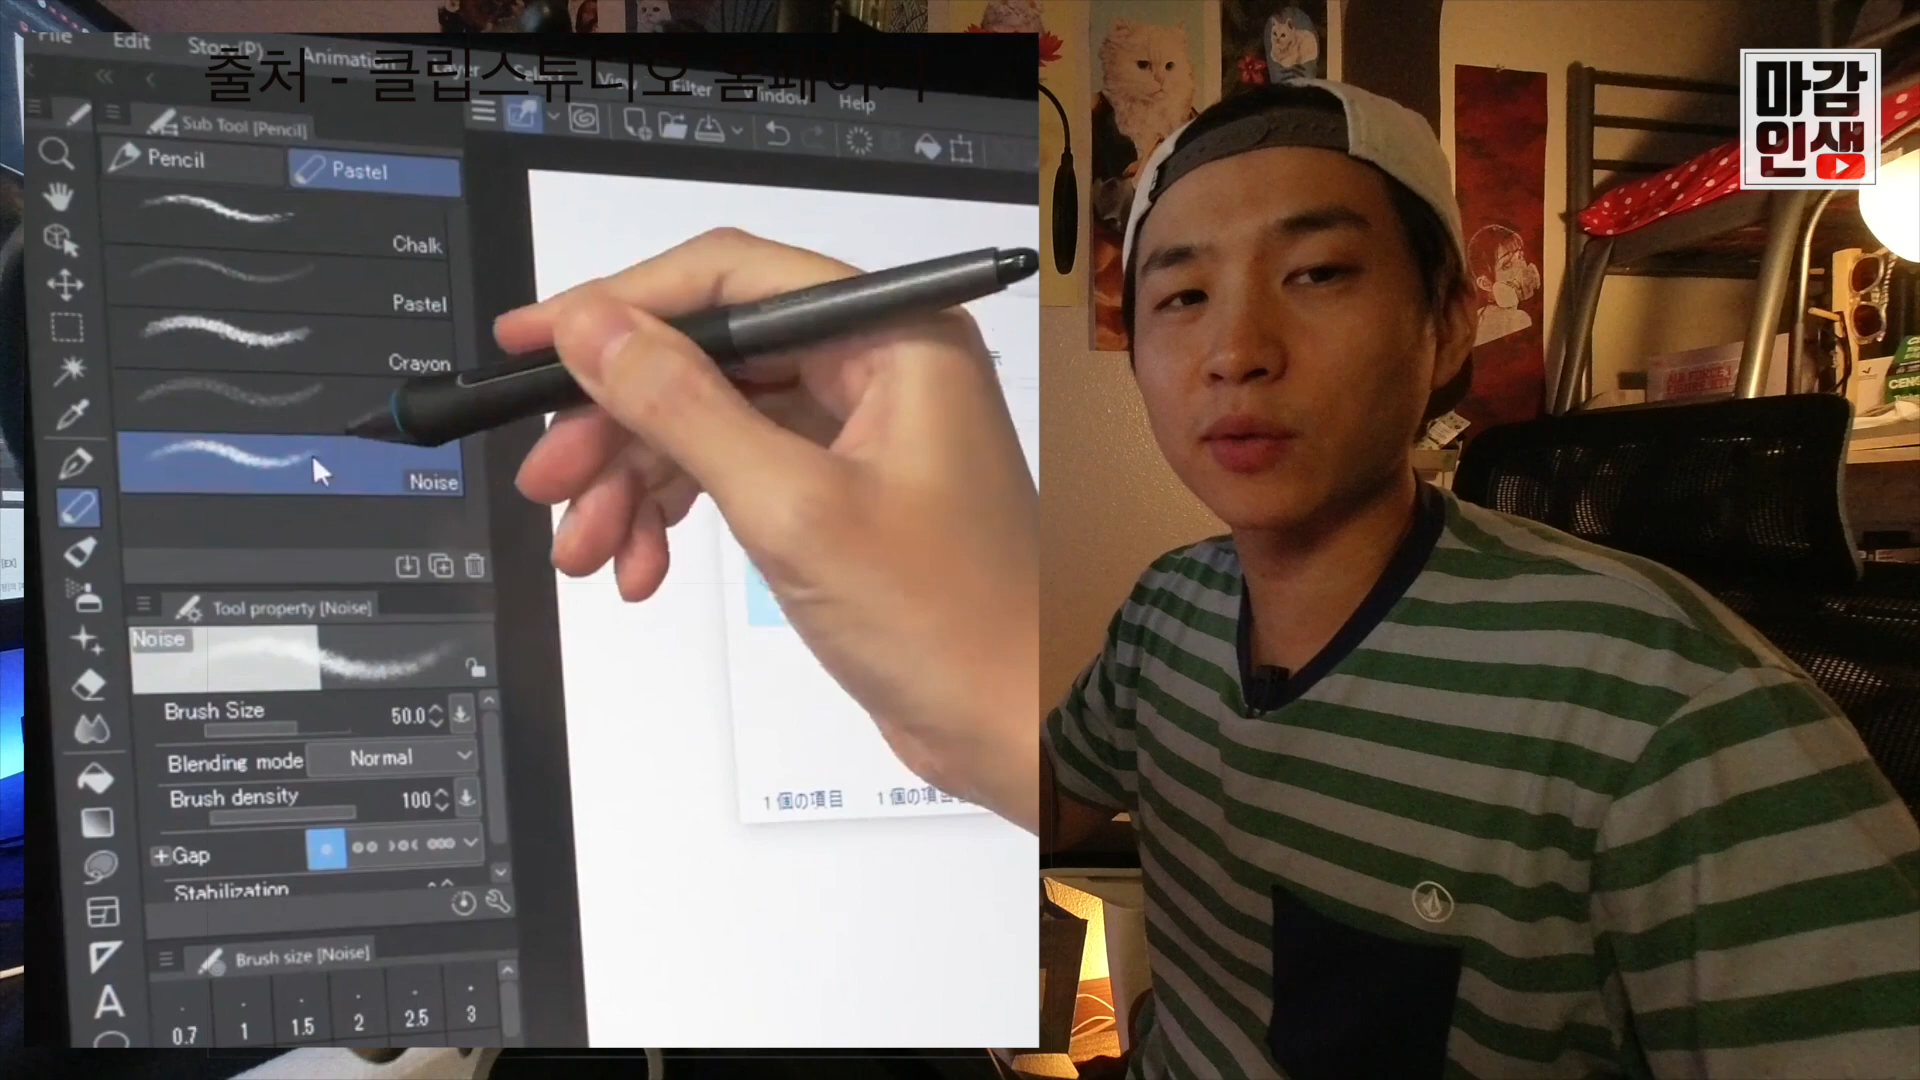 File Edit Story(P) Animation Layer Select View Filter Window Help
출처 - 클립스튜디오 홈페이지
Sub Tool [Pencil]
Pencil Pastel
Chalk
Pastel
Crayon
Noise
Tool property [Noise]
Noise
Brush Size 50.0
Blending mode Normal
Brush density 100
Gap
Stabilization
Brush size [Noise]
0.7 1 1.5 2 2.5 3
1個の項目
마감
인생